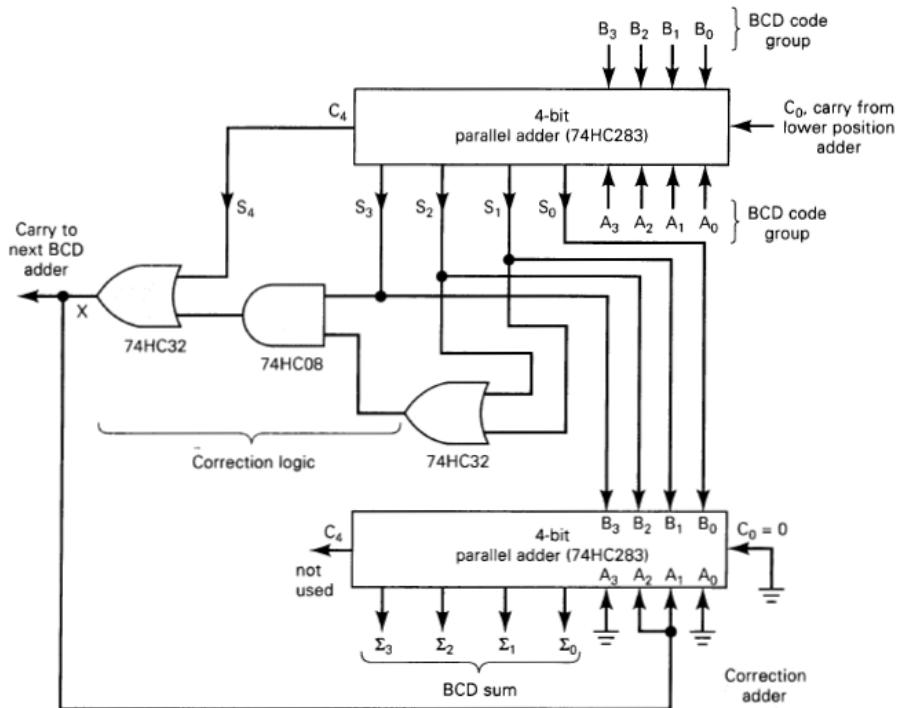 B3 B2 B1 B0
BCD code
group
C4
4-bit
parallel adder (74HC283)
C0, carry from
lower position
adder
S4
S3
S2
S1
S0
A3 A2 A1 A0
BCD code
group
Carry to
next BCD
adder
X
74HC32
74HC08
74HC32
Correction logic
C4
not
used
4-bit
parallel adder (74HC283)
B3 B2 B1 B0
A3 A2 A1 A0
C0 = 0
Σ3
Σ2
Σ1
Σ0
BCD sum
Correction
adder